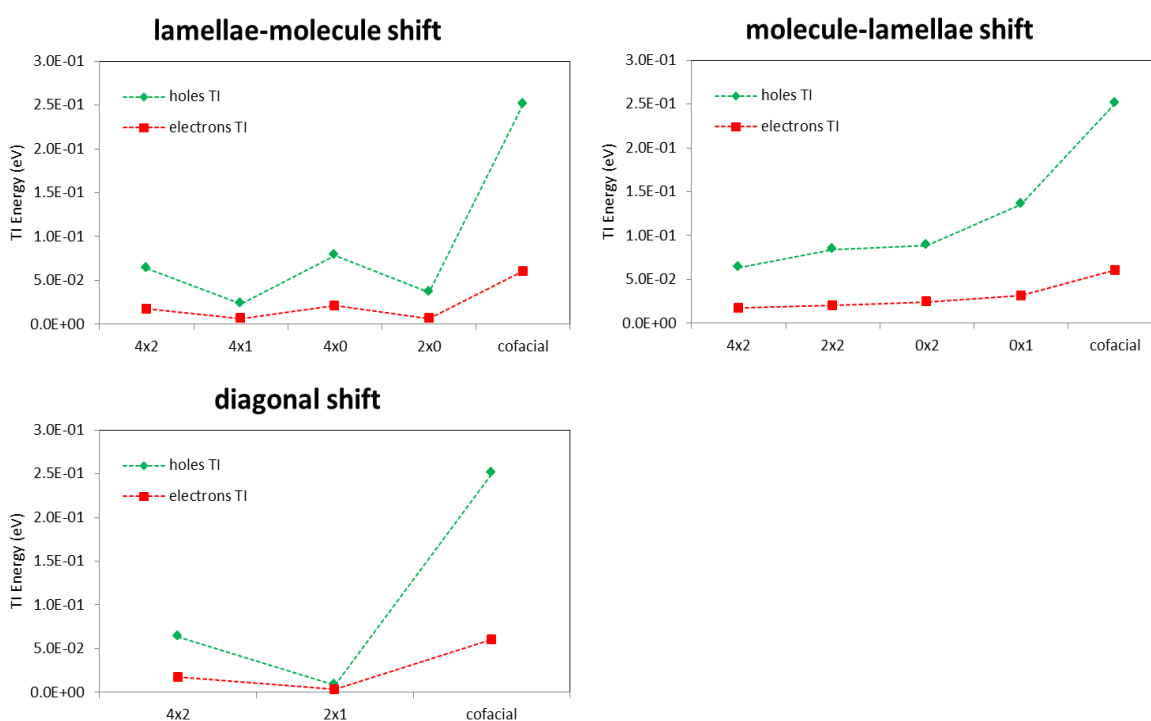 lamellae-molecule shift
3.0E-01
2.5E-01
2.0E-01
1.5E-01
1.0E-01
5.0E-02
0.0E+00
TI Energy (eV)
holes TI
electrons TI
4x2 4x1 4x0 2x0 cofacial
molecule-lamellae shift
3.0E-01
2.5E-01
2.0E-01
1.5E-01
1.0E-01
5.0E-02
0.0E+00
TI Energy (eV)
holes TI
electrons TI
4x2 2x2 0x2 0x1 cofacial
diagonal shift
3.0E-01
2.5E-01
2.0E-01
1.5E-01
1.0E-01
5.0E-02
0.0E+00
TI Energy (eV)
holes TI
electrons TI
4x2 2x1 cofacial